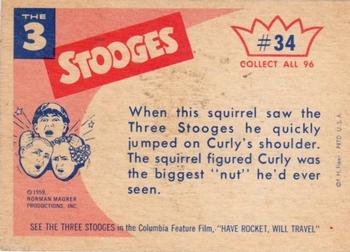 THE
3
STOOGES
#34
COLLECT ALL 96
When this squirrel saw the
Three Stooges he quickly
jumped on Curly's shoulder.
The squirrel figured Curly was
the biggest "nut" he'd ever
seen.
©1959,
NORMAN MAURER
PRODUCTIONS, INC.
SEE THE THREE STOOGES in the Columbia Feature Film, "HAVE ROCKET, WILL TRAVEL"
© F. H. Fleer. PRTD U.S.A.